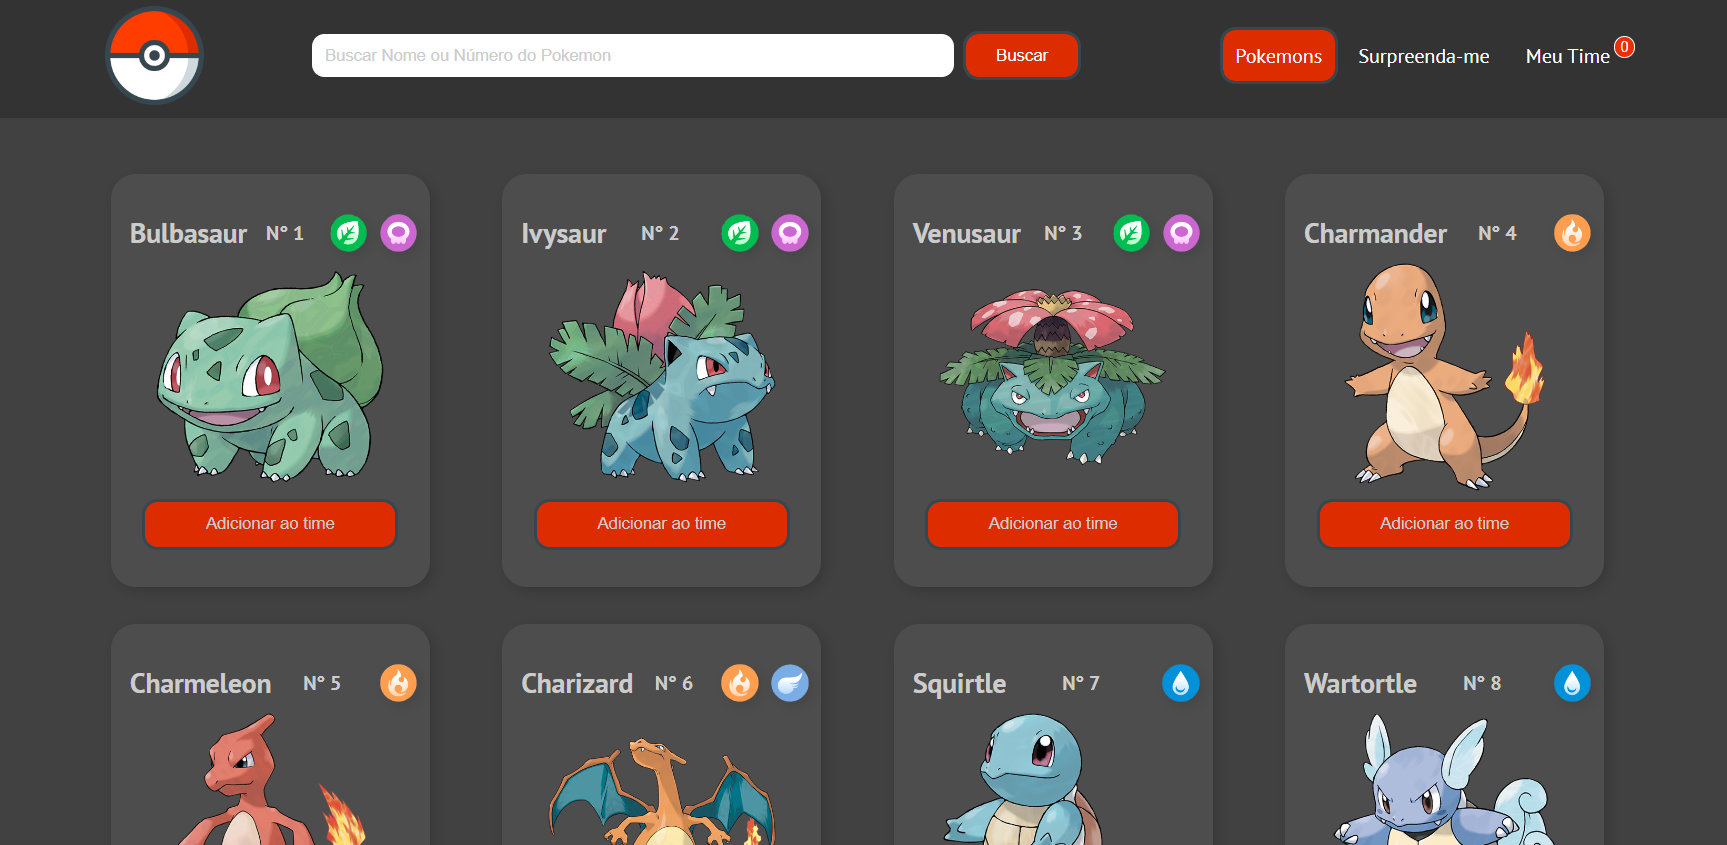 Buscar Nome ou Número do Pokemon
Buscar
Pokemons
Surpreenda-me
Meu Time
0
Bulbasaur N° 1
Ivysaur N° 2
Venusaur N° 3
Charmander N° 4
Adicionar ao time
Adicionar ao time
Adicionar ao time
Adicionar ao time
Charmeleon N° 5
Charizard N° 6
Squirtle N° 7
Wartortle N° 8